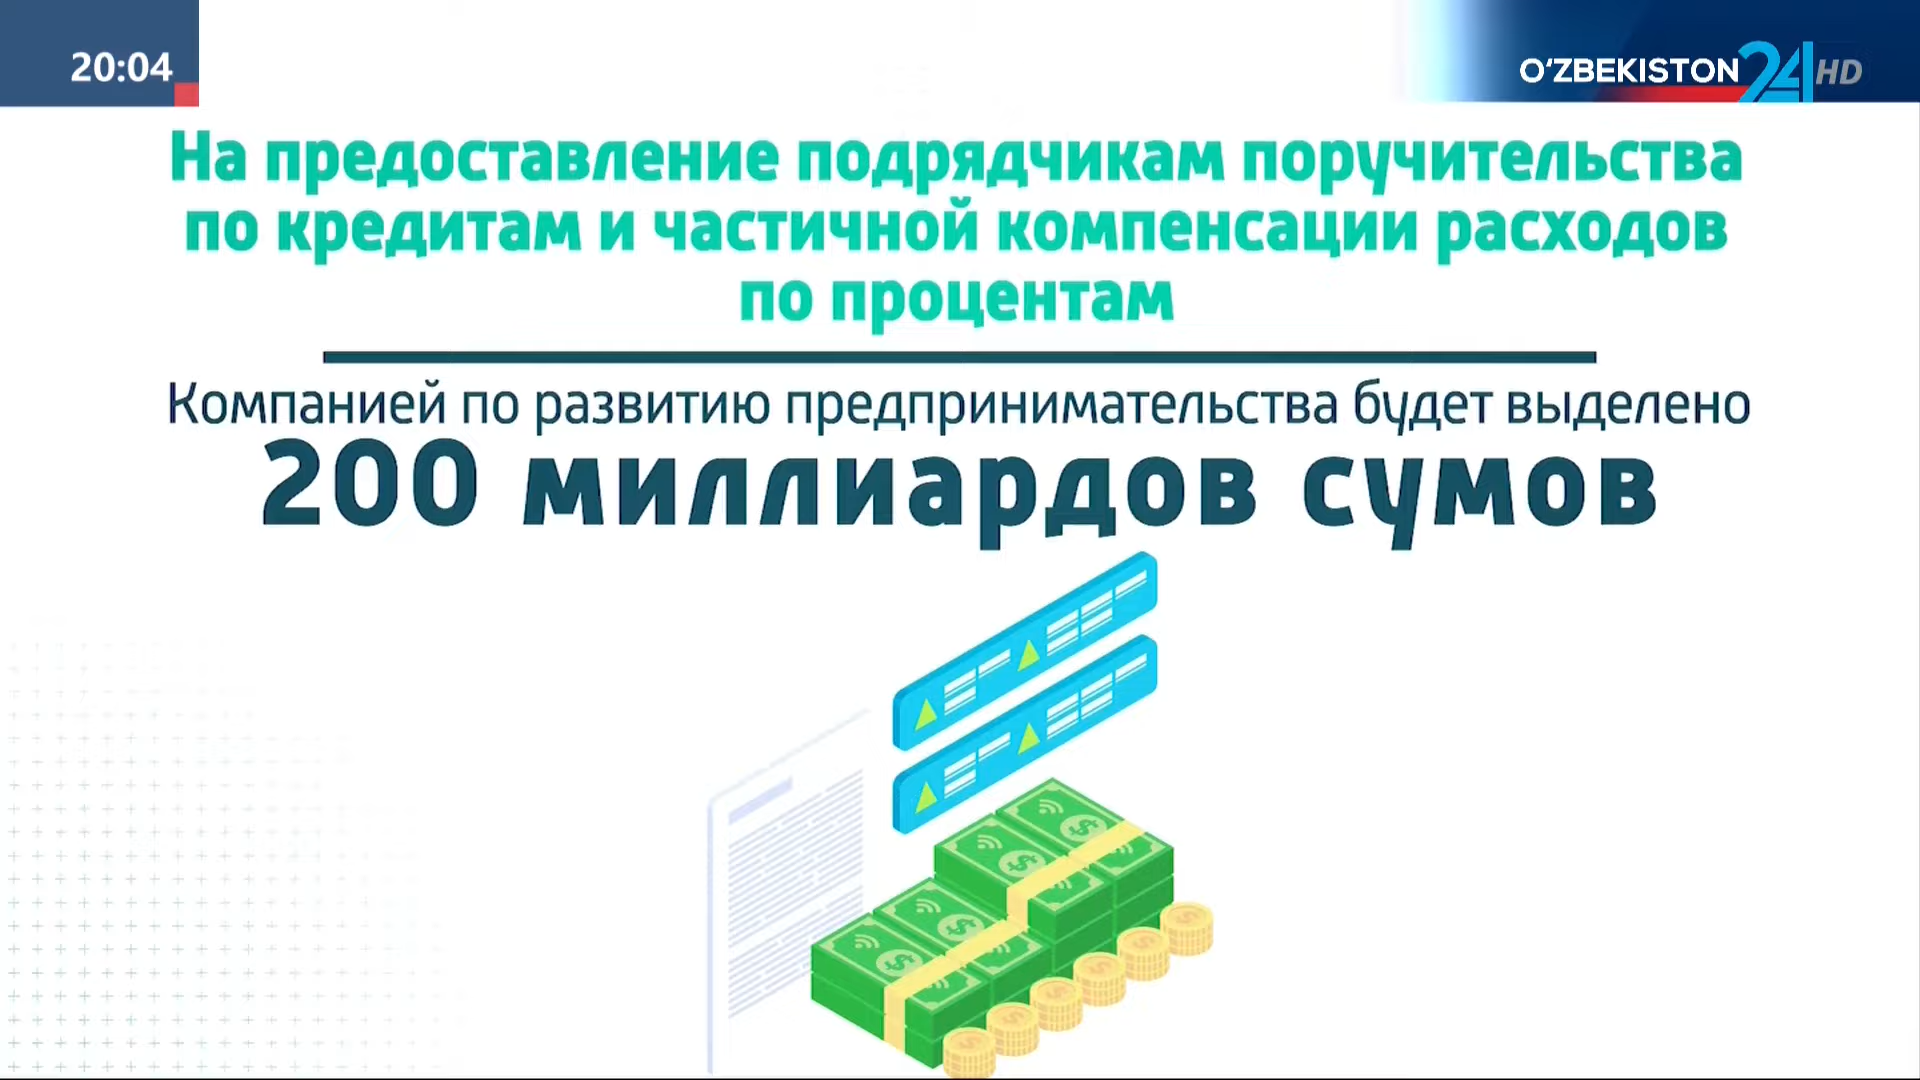 20:04
O‘ZBEKISTON 24 HD
На предоставление подрядчикам поручительства
по кредитам и частичной компенсации расходов
по процентам
Компанией по развитию предпринимательства будет выделено
200 миллиардов сумов